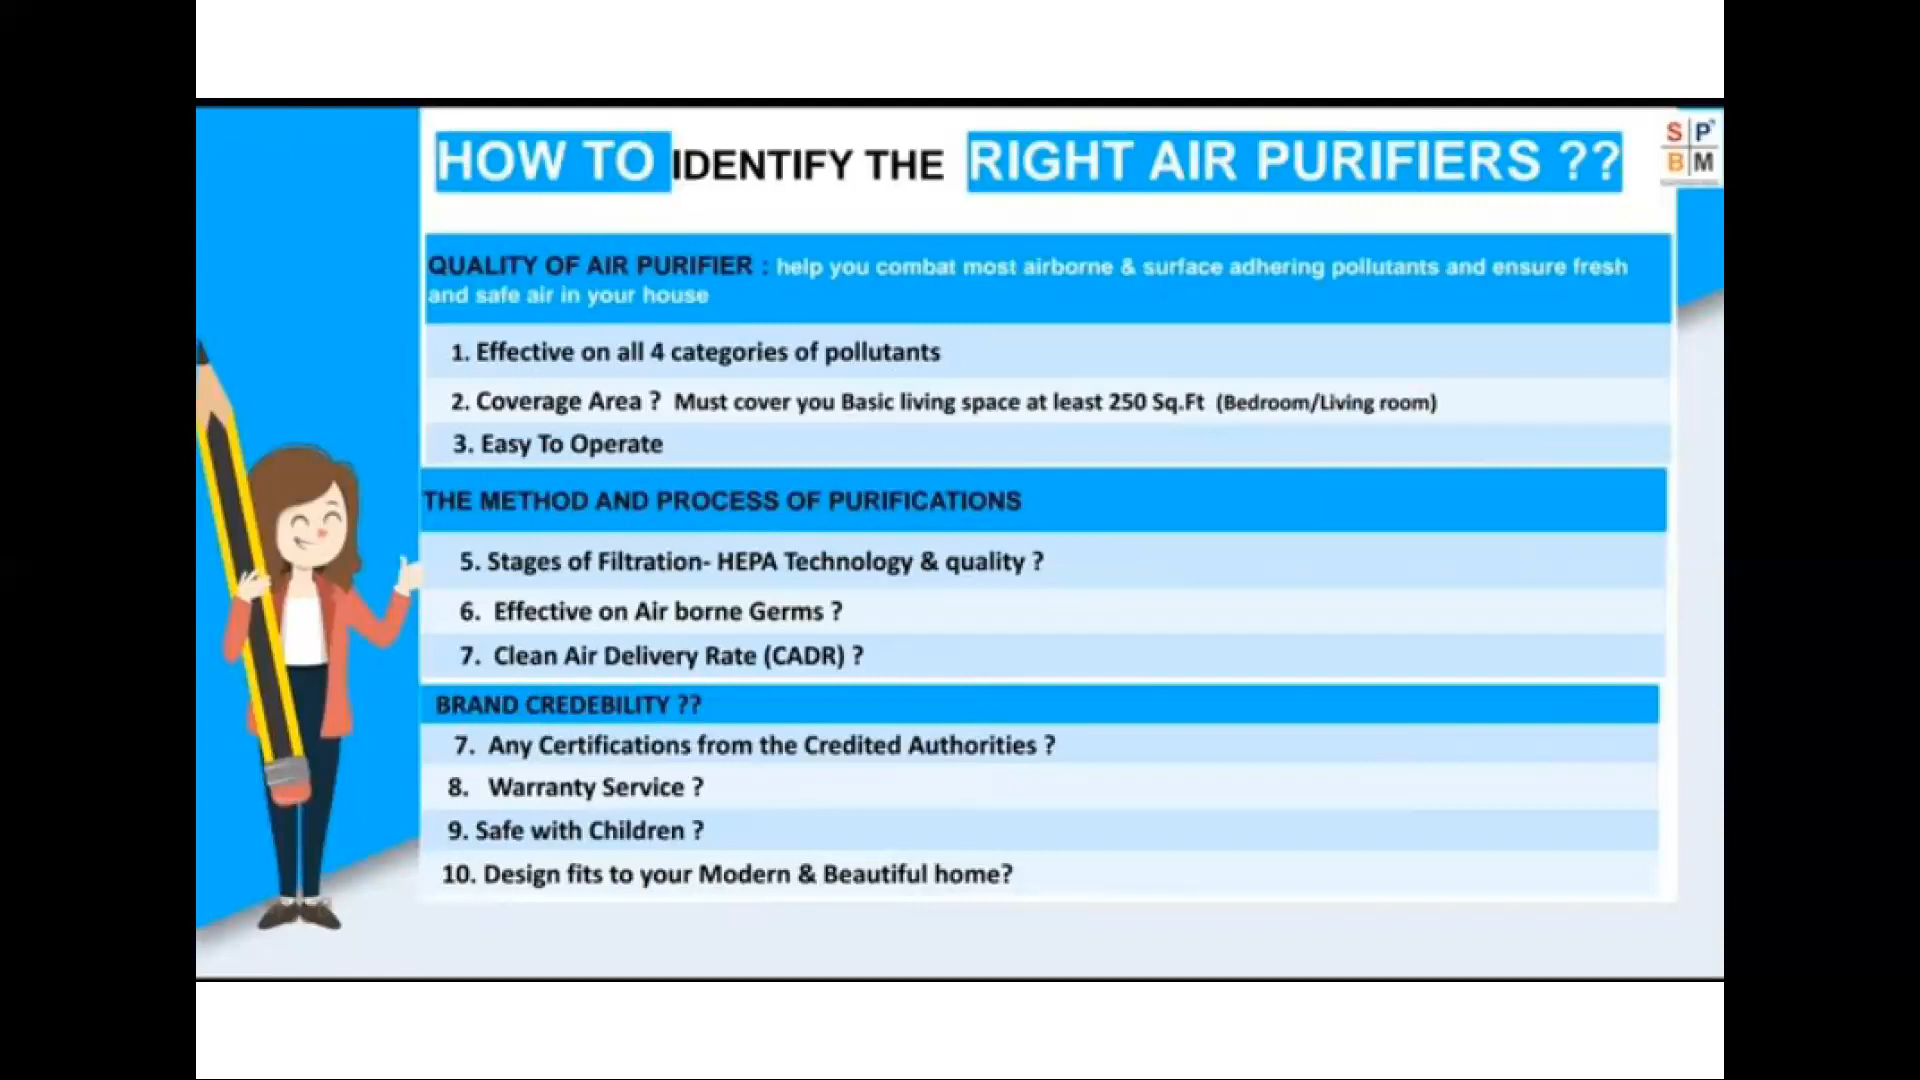 HOW TO IDENTIFY THE RIGHT AIR PURIFIERS ??
S P
B M
QUALITY OF AIR PURIFIER : help you combat most airborne & surface adhering pollutants and ensure fresh
and safe air in your house
1. Effective on all 4 categories of pollutants
2. Coverage Area ? Must cover you Basic living space at least 250 Sq.Ft (Bedroom/Living room)
3. Easy To Operate
THE METHOD AND PROCESS OF PURIFICATIONS
5. Stages of Filtration- HEPA Technology & quality ?
6. Effective on Air borne Germs ?
7. Clean Air Delivery Rate (CADR) ?
BRAND CREDEBILITY ??
7. Any Certifications from the Credited Authorities ?
8. Warranty Service ?
9. Safe with Children ?
10. Design fits to your Modern & Beautiful home?